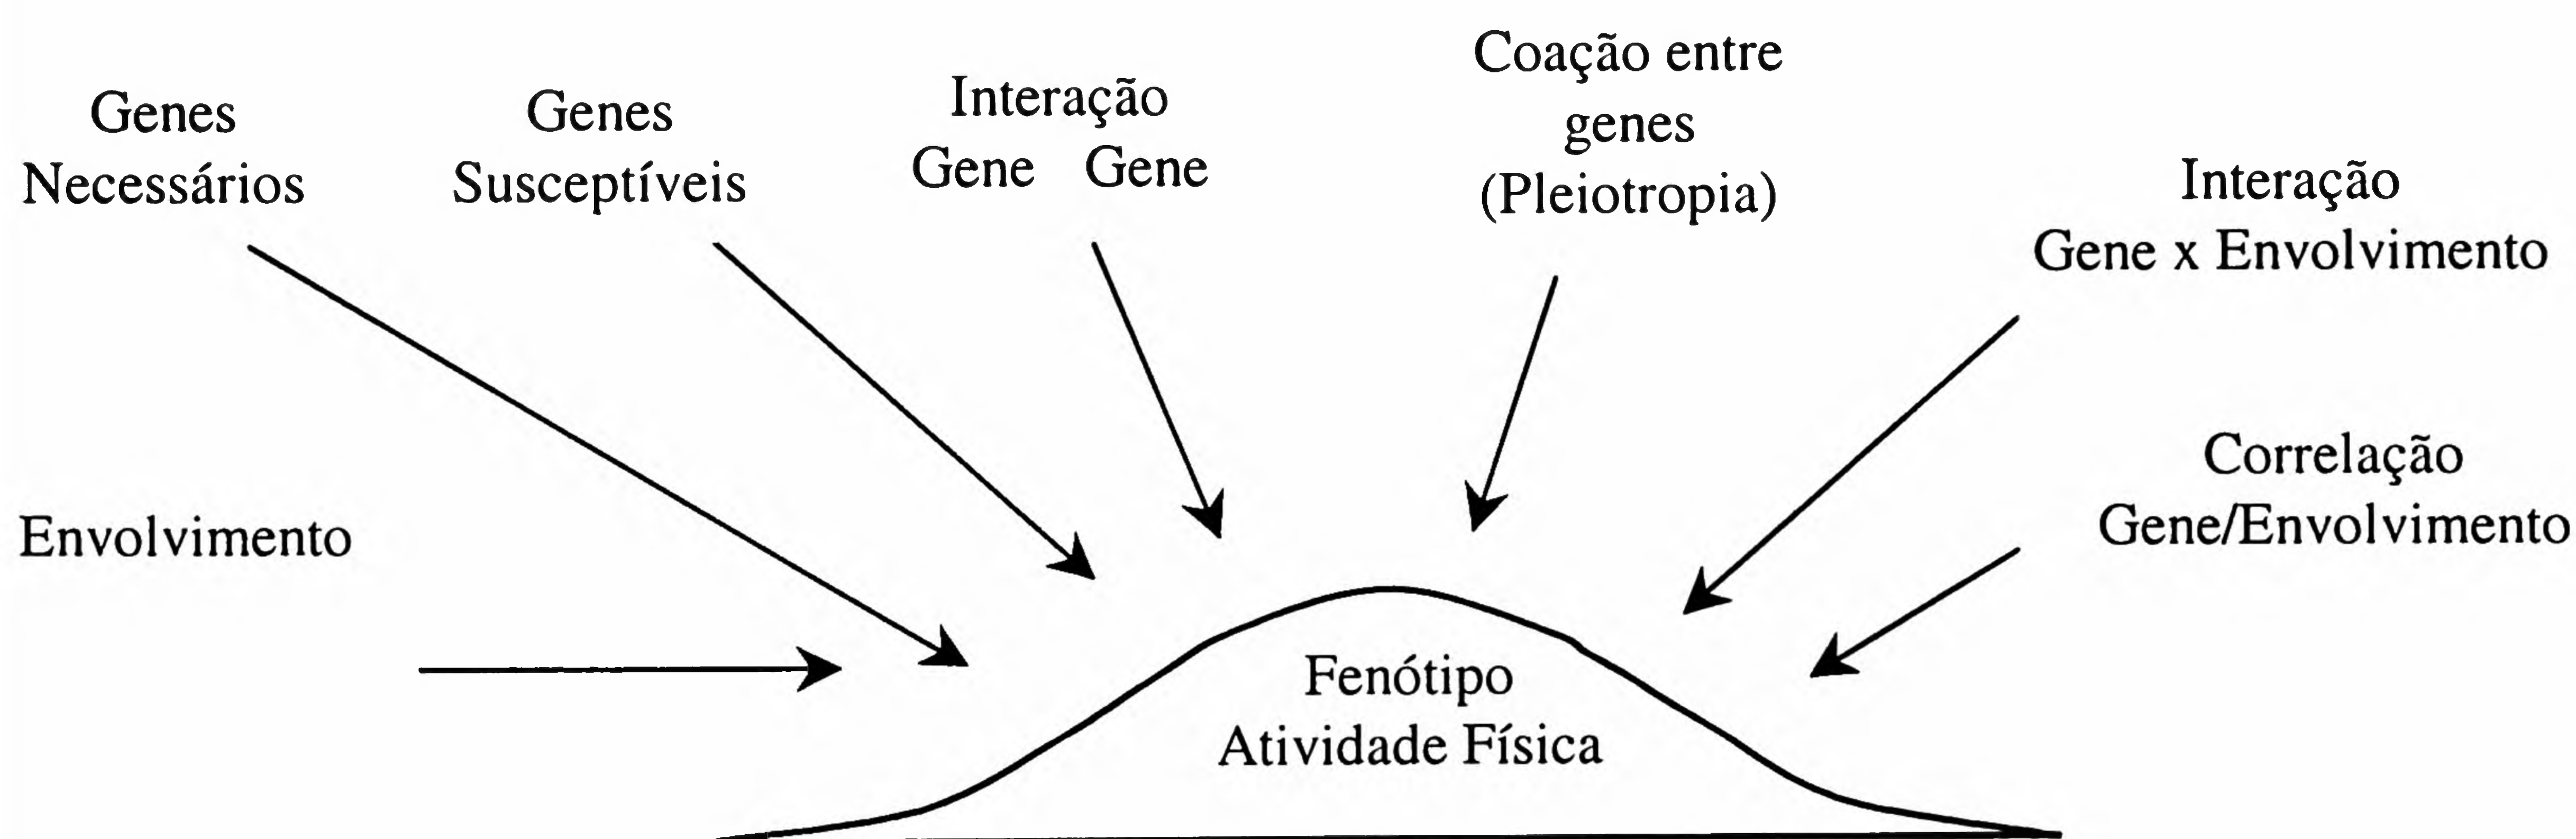 Genes
Necessários
Genes
Susceptíveis
Interação
Gene Gene
Coação entre
genes
(Pleiotropia)
Interação
Gene x Envolvimento
Correlação
Gene/Envolvimento
Envolvimento
Fenótipo
Atividade Física